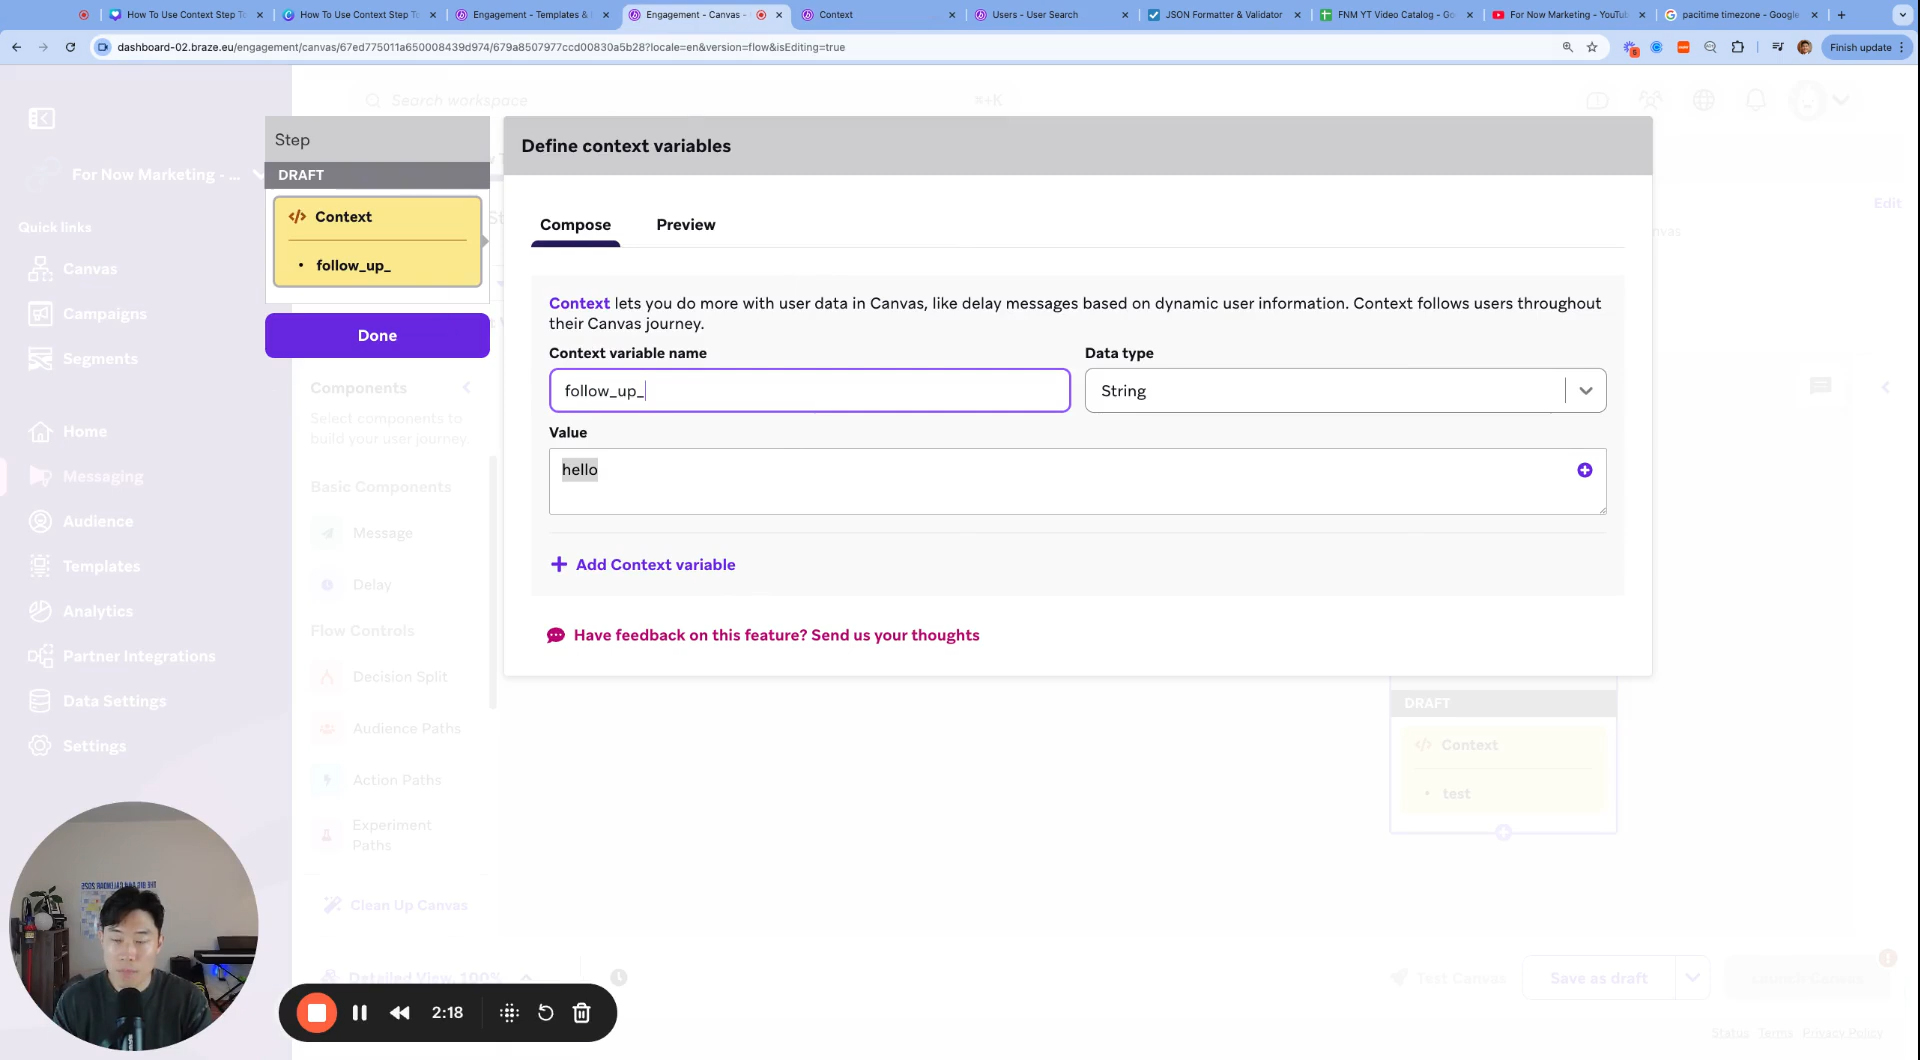 How To Use Context Step T
How To Use Context Step T
Engagement - Templates &
Engagement - Canvas -
Context
Users - User Search
JSON Formatter & Validator
FNM YT Video Catalog - Go
For Now Marketing - YouTub
pacitime timezone - Google
dashboard-02.braze.eu/engagement/canvas/67ed775011a650008439d974/679a8507977ccd00830a5b28?locale=en&version=flow&isEditing=true
Finish update
Search workspace
⌘+K
For Now Marketing - ...
Quick links
Canvas
Campaigns
Segments
Home
Messaging
Audience
Templates
Analytics
Partner Integrations
Data Settings
Settings
Step
DRAFT
Context
follow_up_
Done
Components
Select components to
build your user journey.
Basic Components
Message
Delay
Flow Controls
Decision Split
Audience Paths
Action Paths
Experiment
Paths
Clean Up Canvas
Detailed View, 100%
Define context variables
Compose
Preview
Context lets you do more with user data in Canvas, like delay messages based on dynamic user information. Context follows users throughout
their Canvas journey.
Context variable name
Data type
follow_up_
String
Value
hello
Add Context variable
Have feedback on this feature? Send us your thoughts
Edit
DRAFT
Context
test
Test Canvas
Save as draft
Launch Canvas
Status
Terms
Privacy Policy
2:18